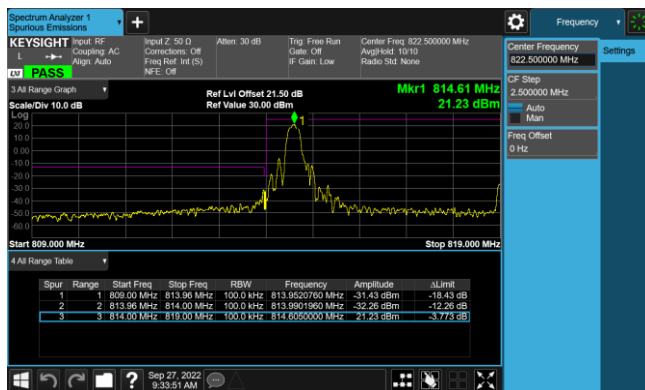 Spectrum Analyzer 1
Spurious Emissions
Frequency
KEYSIGHT Input: RF
Coupling: AC
Align: Auto
Input Z: 50 Ω
Corrections: Off
Freq Ref: Int (S)
NFE: Off
Atten: 30 dB
Trig: Free Run
Gate: Off
IF Gain: Low
Center Freq: 822.500000 MHz
Avg|Hold: 10/10
Radio Std: None
L
LXI PASS
Center Frequency
822.500000 MHz
Settings
CF Step
2.500000 MHz
Auto
Man
Freq Offset
0 Hz
3 All Range Graph
Ref Lvl Offset 21.50 dB
Mkr1 814.61 MHz
Scale/Div 10.0 dB
Ref Value 30.00 dBm
21.23 dBm
Log
1
20.0
10.0
0.00
-10.0
-20.0
-30.0
-40.0
-50.0
-60.0
Start 809.000 MHz
Stop 819.000 MHz
4 All Range Table
Spur Range Start Freq Stop Freq RBW Frequency Amplitude ΔLimit
1 1 809.00 MHz 813.96 MHz 100.0 kHz 813.9520760 MHz -31.43 dBm -18.43 dB
2 2 813.96 MHz 814.00 MHz 100.0 kHz 813.9901960 MHz -32.26 dBm -12.26 dB
3 3 814.00 MHz 819.00 MHz 100.0 kHz 814.6050000 MHz 21.23 dBm -3.773 dB
?
Sep 27, 2022
9:33:51 AM